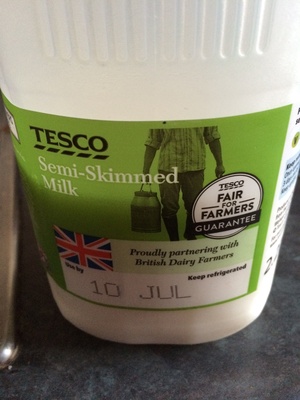 TESCO
Semi-Skimmed
Milk
TESCO
FAIR
FOR
FARMERS
GUARANTEE
Proudly partnering with
British Dairy Farmers
Use by
Keep refrigerated
10 JUL
2